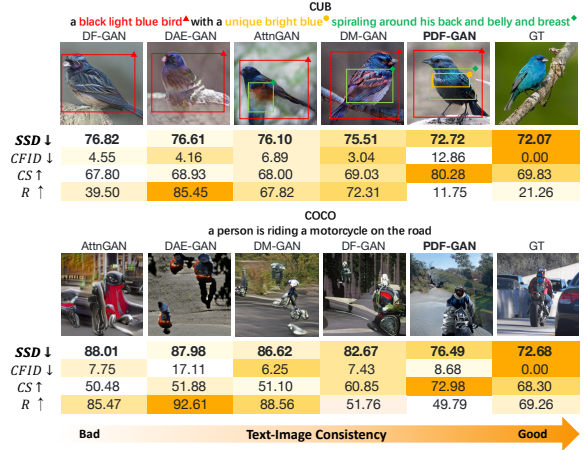 CUB
a black light blue bird▲ with a unique bright blue● spiraling around his back and belly and breast◆
DF-GAN DAE-GAN AttnGAN DM-GAN PDF-GAN GT
SSD ↓ 76.82 76.61 76.10 75.51 72.72 72.07
CFID ↓ 4.55 4.16 6.89 3.04 12.86 0.00
CS ↑ 67.80 68.93 68.00 69.03 80.28 69.83
R ↑ 39.50 85.45 67.82 72.31 11.75 21.26
COCO
a person is riding a motorcycle on the road
AttnGAN DAE-GAN DM-GAN DF-GAN PDF-GAN GT
SSD ↓ 88.01 87.98 86.62 82.67 76.49 72.68
CFID ↓ 7.75 17.11 6.25 7.43 8.68 0.00
CS ↑ 50.48 51.88 51.10 60.85 72.98 68.30
R ↑ 85.47 92.61 88.56 51.76 49.79 69.26
Bad Text-Image Consistency Good